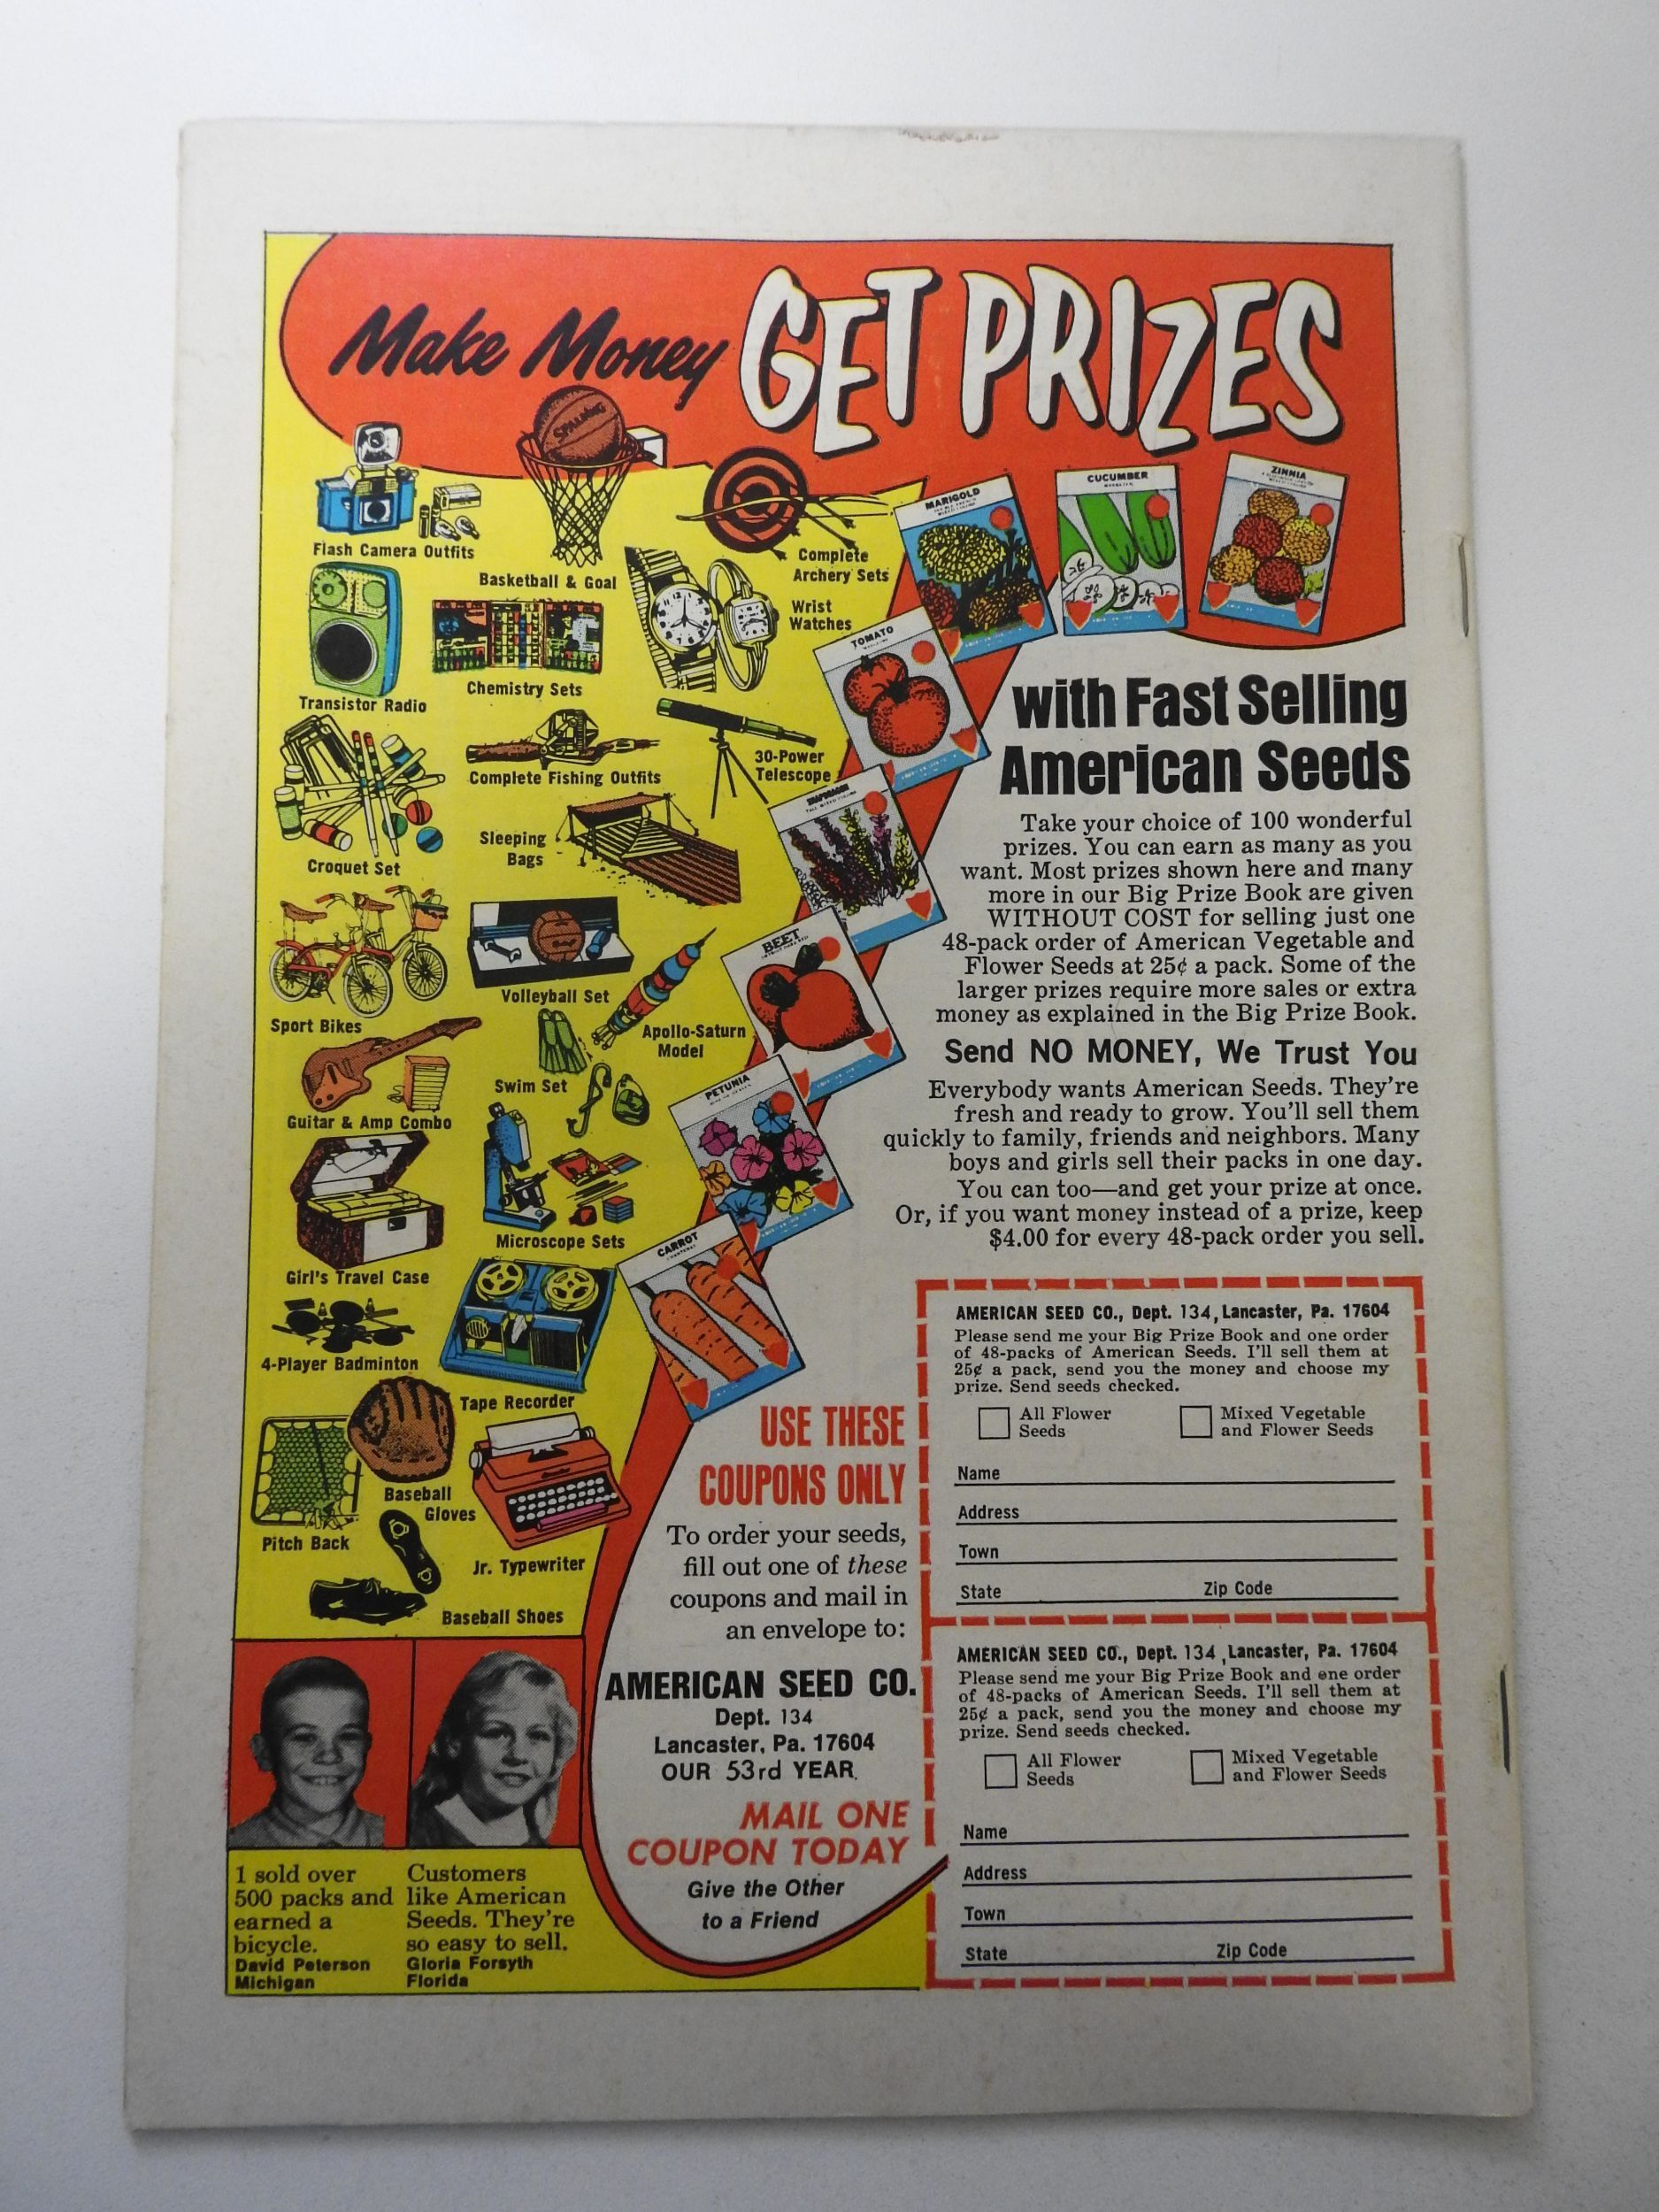 Make Money GET PRIZES
SPALDING
Flash Camera Outfits
Basketball & Goal
Complete
Archery Sets
Wrist
Watches
Transistor Radio
Chemistry Sets
30-Power
Telescope
Complete Fishing Outfits
Croquet Set
Sleeping
Bags
Sport Bikes
Volleyball Set
Apollo-Saturn
Model
Swim Set
Guitar & Amp Combo
Microscope Sets
Girl's Travel Case
4-Player Badminton
Tape Recorder
Baseball
Gloves
Pitch Back
Jr. Typewriter
Baseball Shoes
MARIGOLD
CUCUMBER
ZINNIA
TOMATO
SNAPDRAGON
BEET
PETUNIA
CARROT
with Fast Selling
American Seeds
Take your choice of 100 wonderful
prizes. You can earn as many as you
want. Most prizes shown here and many
more in our Big Prize Book are given
WITHOUT COST for selling just one
48-pack order of American Vegetable and
Flower Seeds at 25¢ a pack. Some of the
larger prizes require more sales or extra
money as explained in the Big Prize Book.
Send NO MONEY, We Trust You
Everybody wants American Seeds. They're
fresh and ready to grow. You'll sell them
quickly to family, friends and neighbors. Many
boys and girls sell their packs in one day.
You can too—and get your prize at once.
Or, if you want money instead of a prize, keep
$4.00 for every 48-pack order you sell.
USE THESE
COUPONS ONLY
To order your seeds,
fill out one of these
coupons and mail in
an envelope to:
AMERICAN SEED CO.
Dept. 134
Lancaster, Pa. 17604
OUR 53rd YEAR.
MAIL ONE
COUPON TODAY
Give the Other
to a Friend
1 sold over
500 packs and
earned a
bicycle.
David Peterson
Michigan
Customers
like American
Seeds. They're
so easy to sell.
Gloria Forsyth
Florida
AMERICAN SEED CO., Dept. 134, Lancaster, Pa. 17604
Please send me your Big Prize Book and one order
of 48-packs of American Seeds. I'll sell them at
25¢ a pack, send you the money and choose my
prize. Send seeds checked.
All Flower
Seeds
Mixed Vegetable
and Flower Seeds
Name
Address
Town
State Zip Code
AMERICAN SEED CO., Dept. 134, Lancaster, Pa. 17604
Please send me your Big Prize Book and one order
of 48-packs of American Seeds. I'll sell them at
25¢ a pack, send you the money and choose my
prize. Send seeds checked.
All Flower
Seeds
Mixed Vegetable
and Flower Seeds
Name
Address
Town
State Zip Code